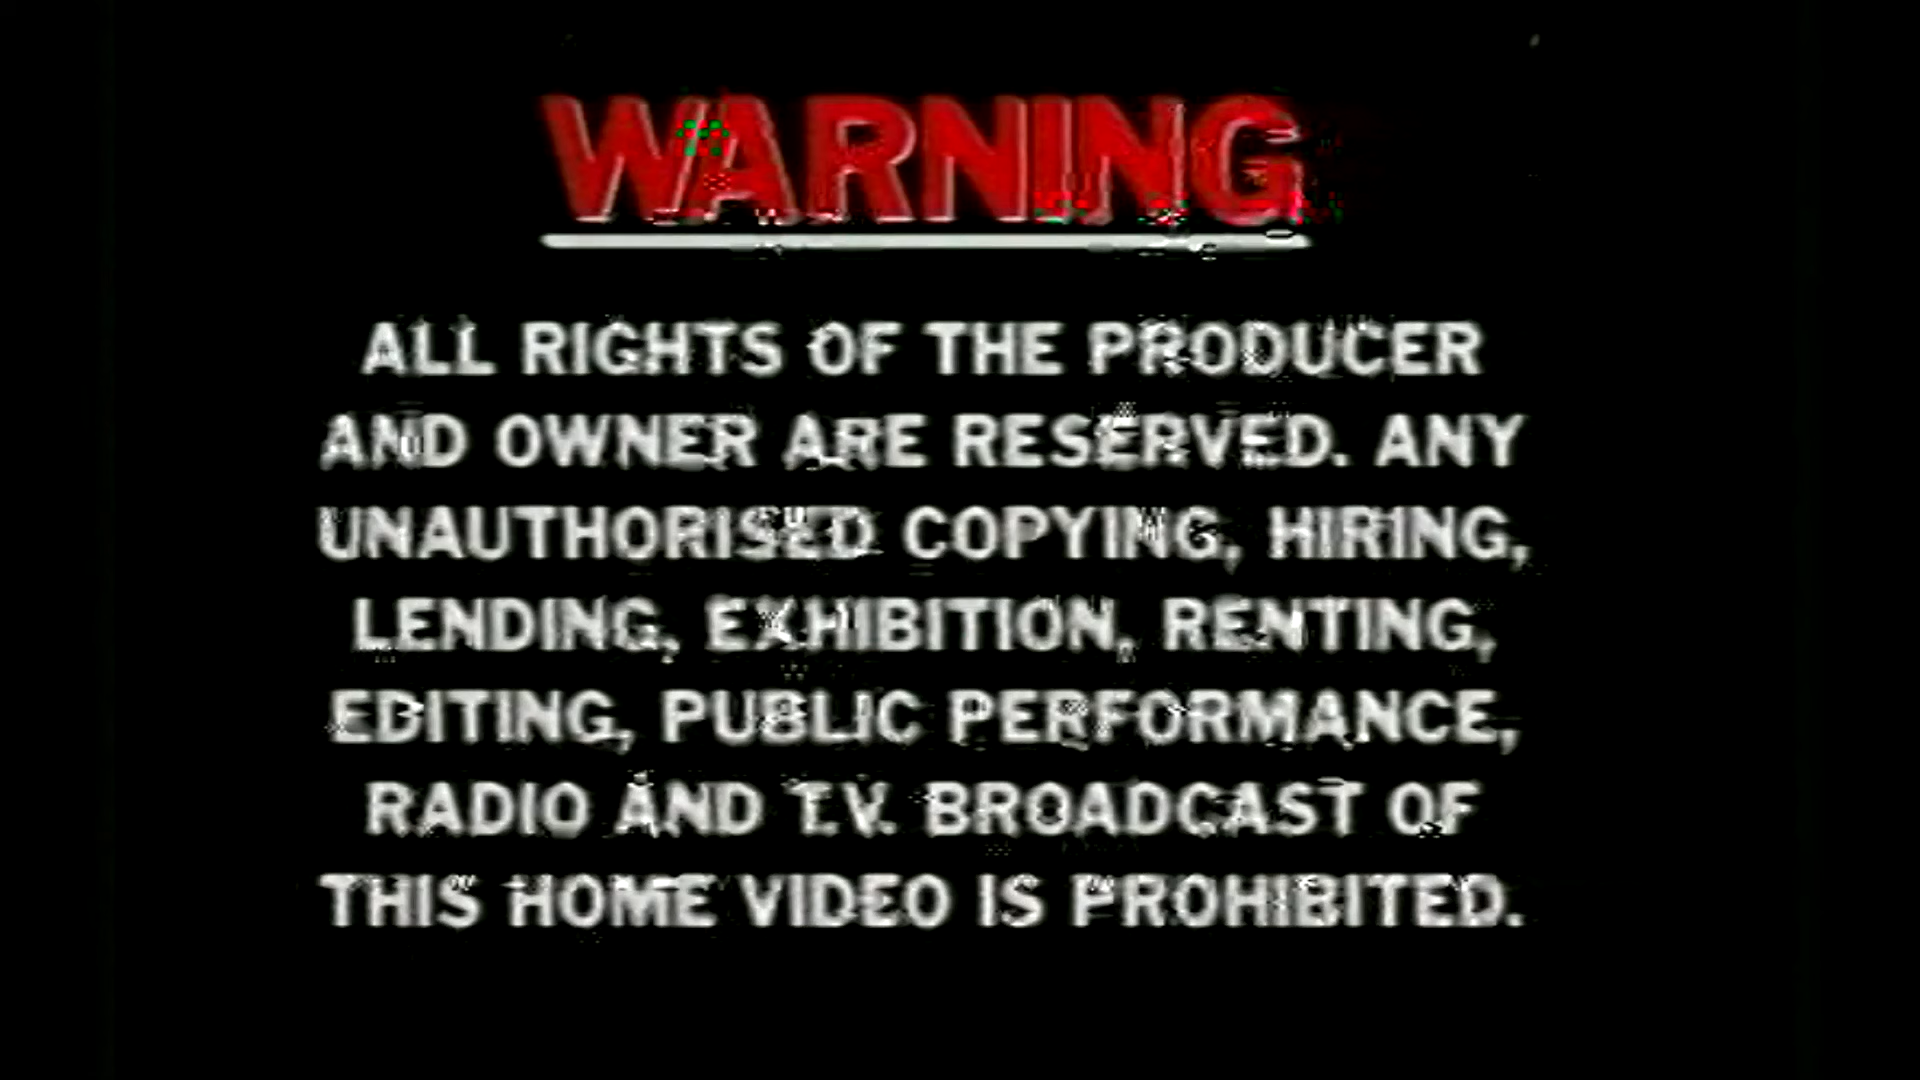 WARNING
ALL RIGHTS OF THE PRODUCER
AND OWNER ARE RESERVED. ANY
UNAUTHORISED COPYING, HIRING,
LENDING, EXHIBITION, RENTING,
EDITING, PUBLIC PERFORMANCE,
RADIO AND T.V. BROADCAST OF
THIS HOME VIDEO IS PROHIBITED.